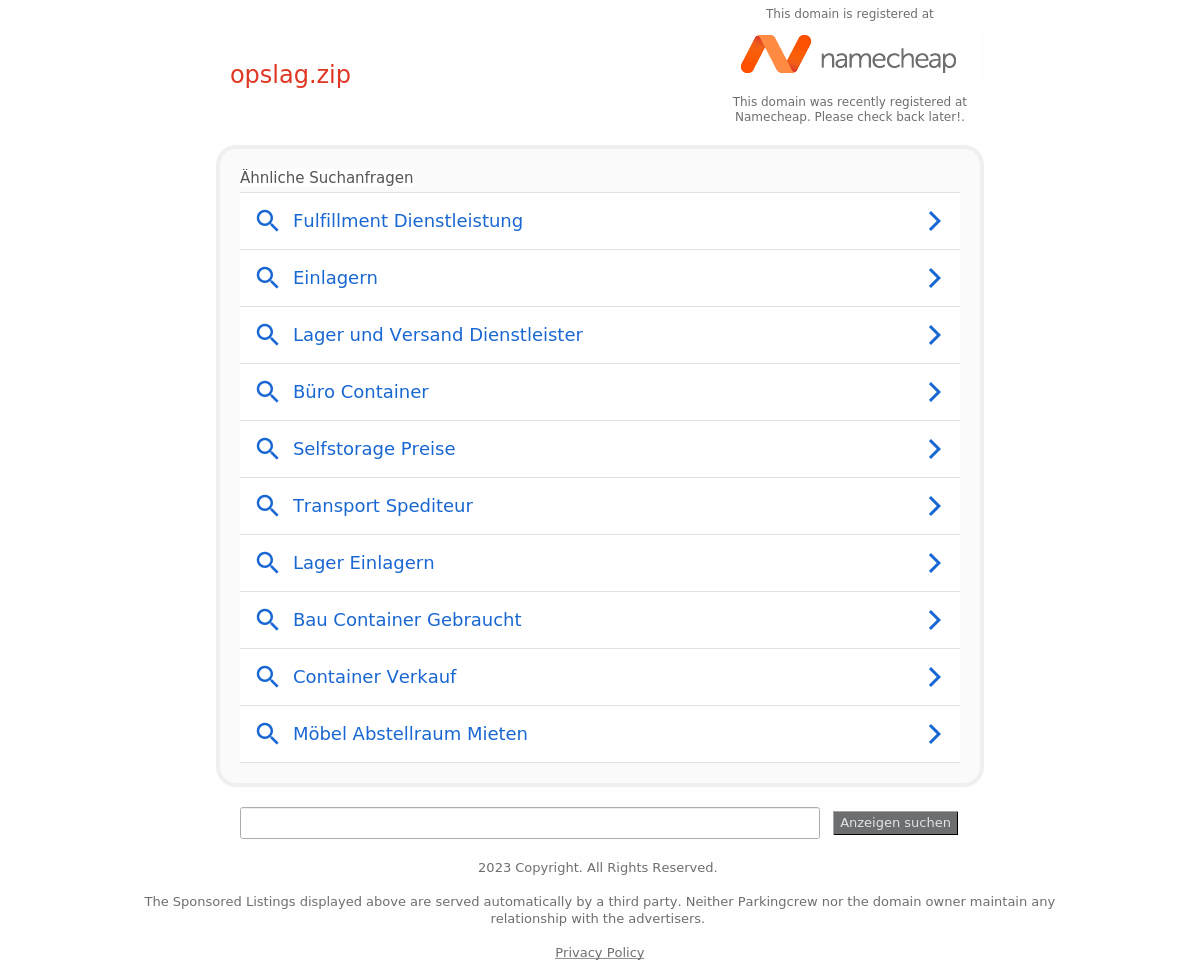 This domain is registered at
namecheap
opslag.zip
This domain was recently registered at
Namecheap. Please check back later!.
Ähnliche Suchanfragen
Fulfillment Dienstleistung
Einlagern
Lager und Versand Dienstleister
Büro Container
Selfstorage Preise
Transport Spediteur
Lager Einlagern
Bau Container Gebraucht
Container Verkauf
Möbel Abstellraum Mieten
Anzeigen suchen
2023 Copyright. All Rights Reserved.
The Sponsored Listings displayed above are served automatically by a third party. Neither Parkingcrew nor the domain owner maintain any
relationship with the advertisers.
Privacy Policy